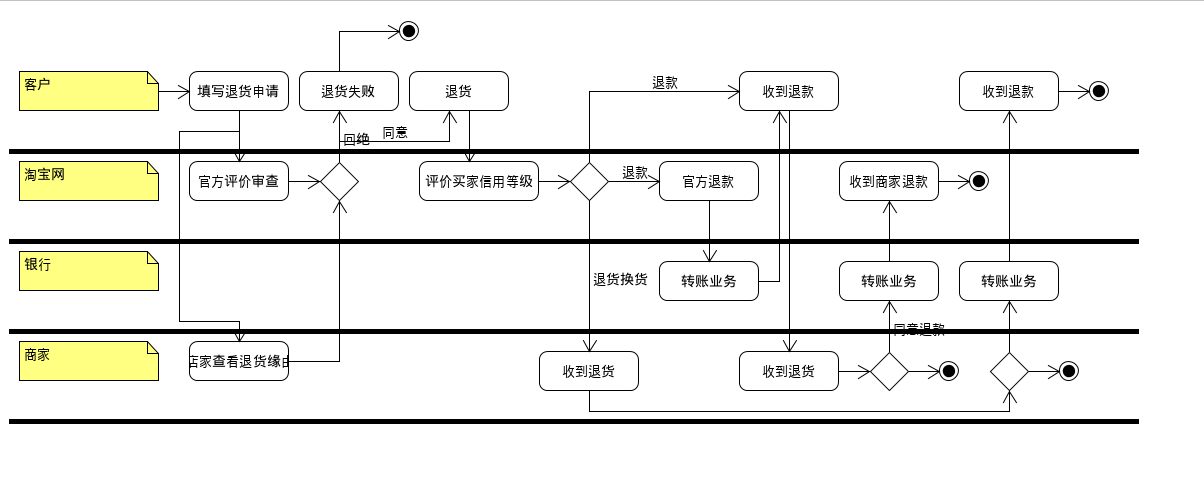 客户
填写退货申请
退货失败
退货
退款
收到退款
收到退款
回绝
同意
淘宝网
官方评价审查
评价买家信用等级
退款
官方退款
收到商家退款
银行
退货换货
转账业务
转账业务
转账业务
同意退款
商家
店家查看退货缘由
收到退货
收到退货